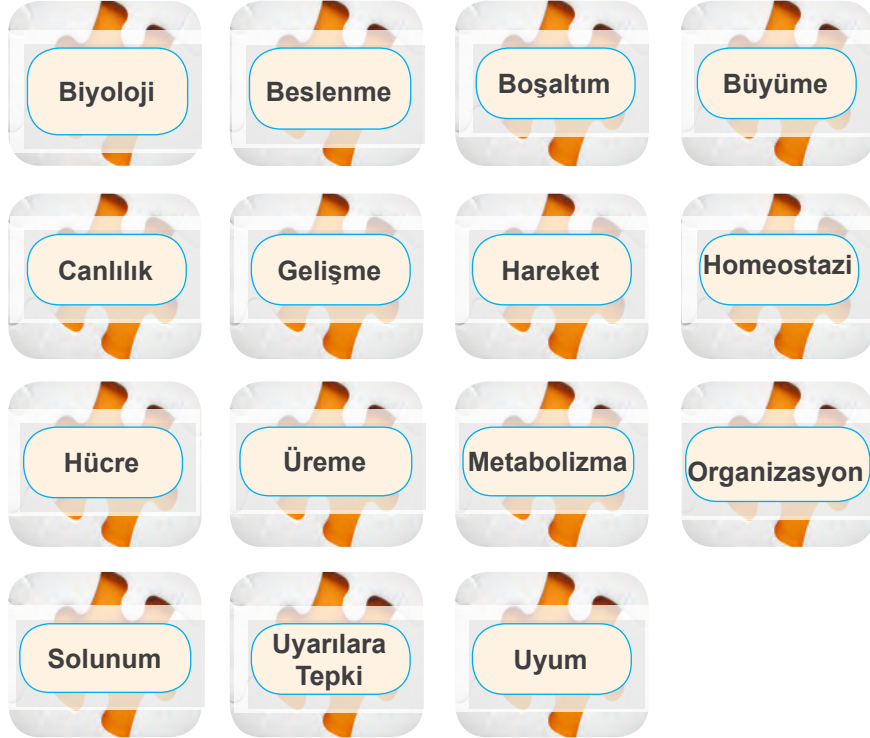 Biyoloji
Beslenme
Boşaltım
Büyüme
Canlılık
Gelişme
Hareket
Homeostazi
Hücre
Üreme
Metabolizma
Organizasyon
Solunum
Uyarılara
Tepki
Uyum